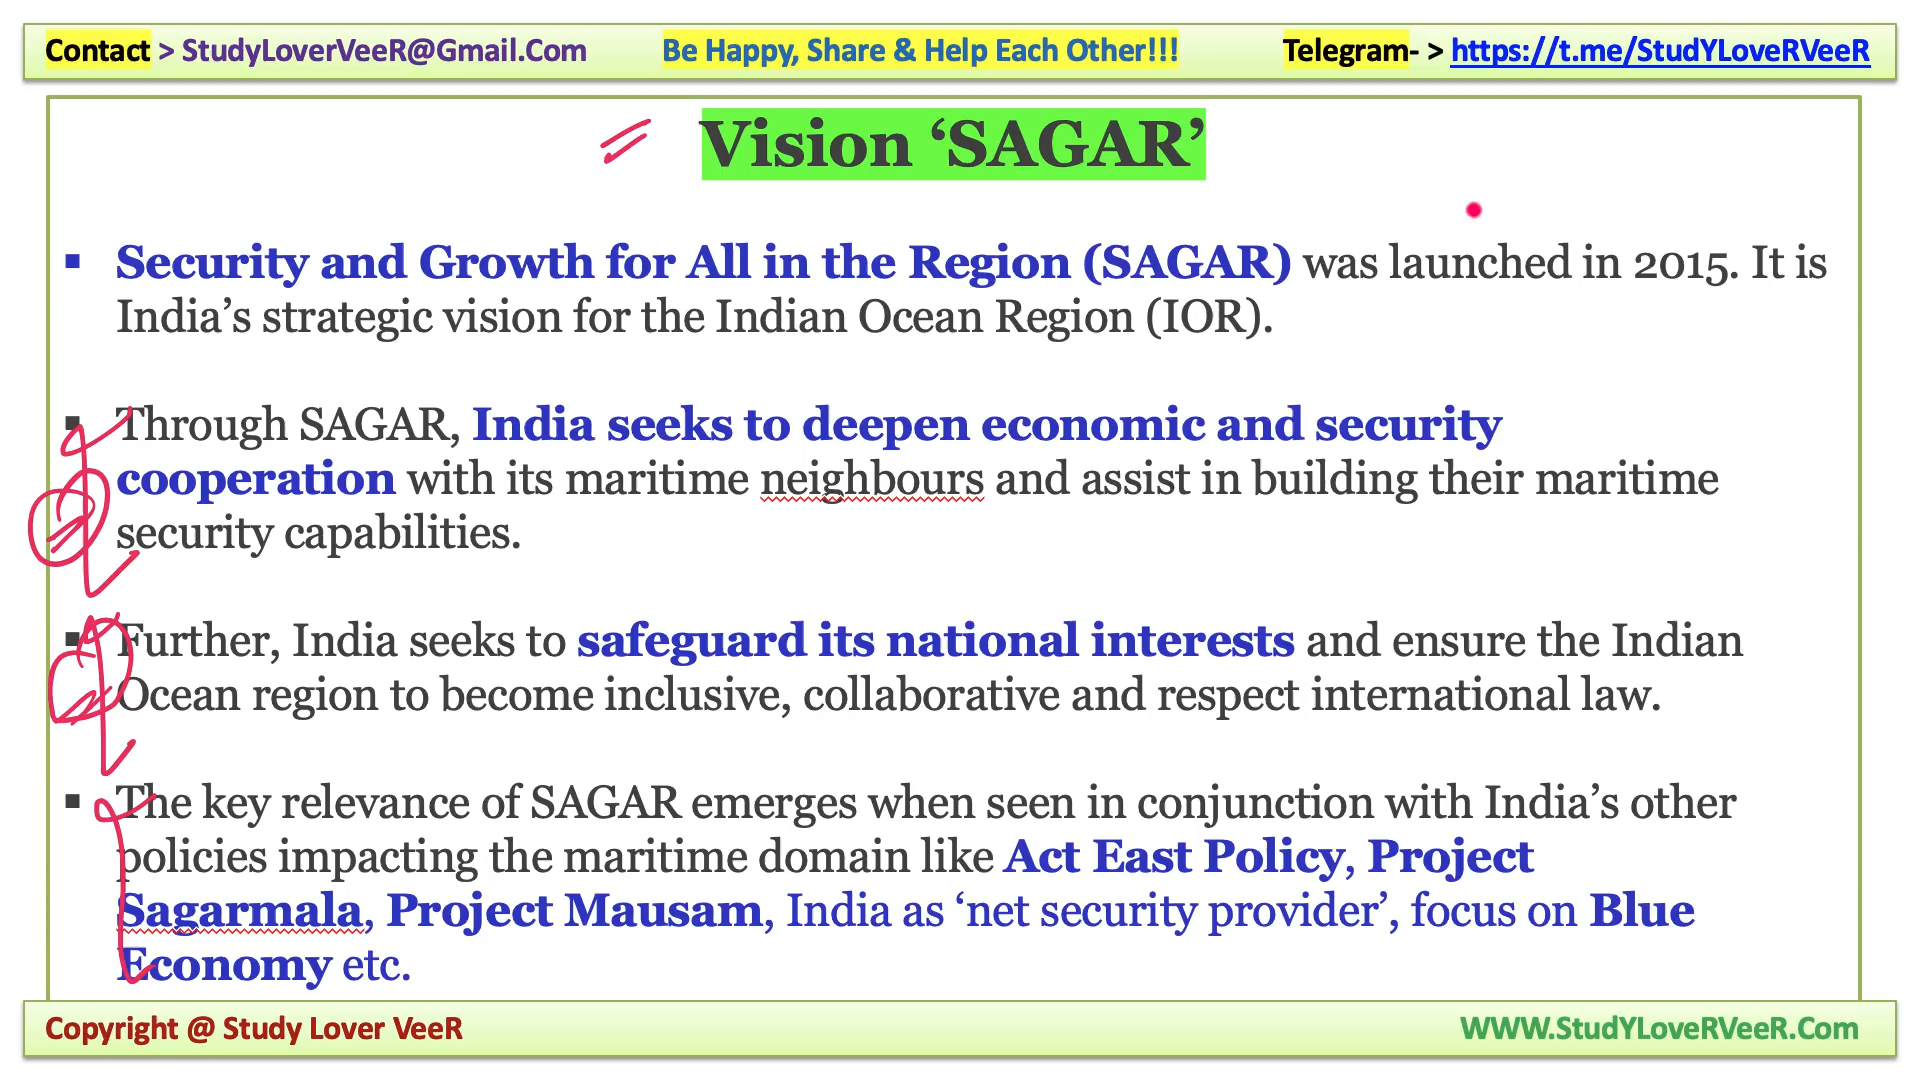 Contact > StudyLoverVeeR@Gmail.Com Be Happy, Share & Help Each Other!!! Telegram- > https://t.me/StudYLoveRVeeR
Vision ‘SAGAR’
▪ Security and Growth for All in the Region (SAGAR) was launched in 2015. It is
India’s strategic vision for the Indian Ocean Region (IOR).
▪ Through SAGAR, India seeks to deepen economic and security
cooperation with its maritime neighbours and assist in building their maritime
security capabilities.
▪ Further, India seeks to safeguard its national interests and ensure the Indian
Ocean region to become inclusive, collaborative and respect international law.
▪ The key relevance of SAGAR emerges when seen in conjunction with India’s other
policies impacting the maritime domain like Act East Policy, Project
Sagarmala, Project Mausam, India as ‘net security provider’, focus on Blue
Economy etc.
Copyright @ Study Lover VeeR WWW.StudYLoveRVeeR.Com